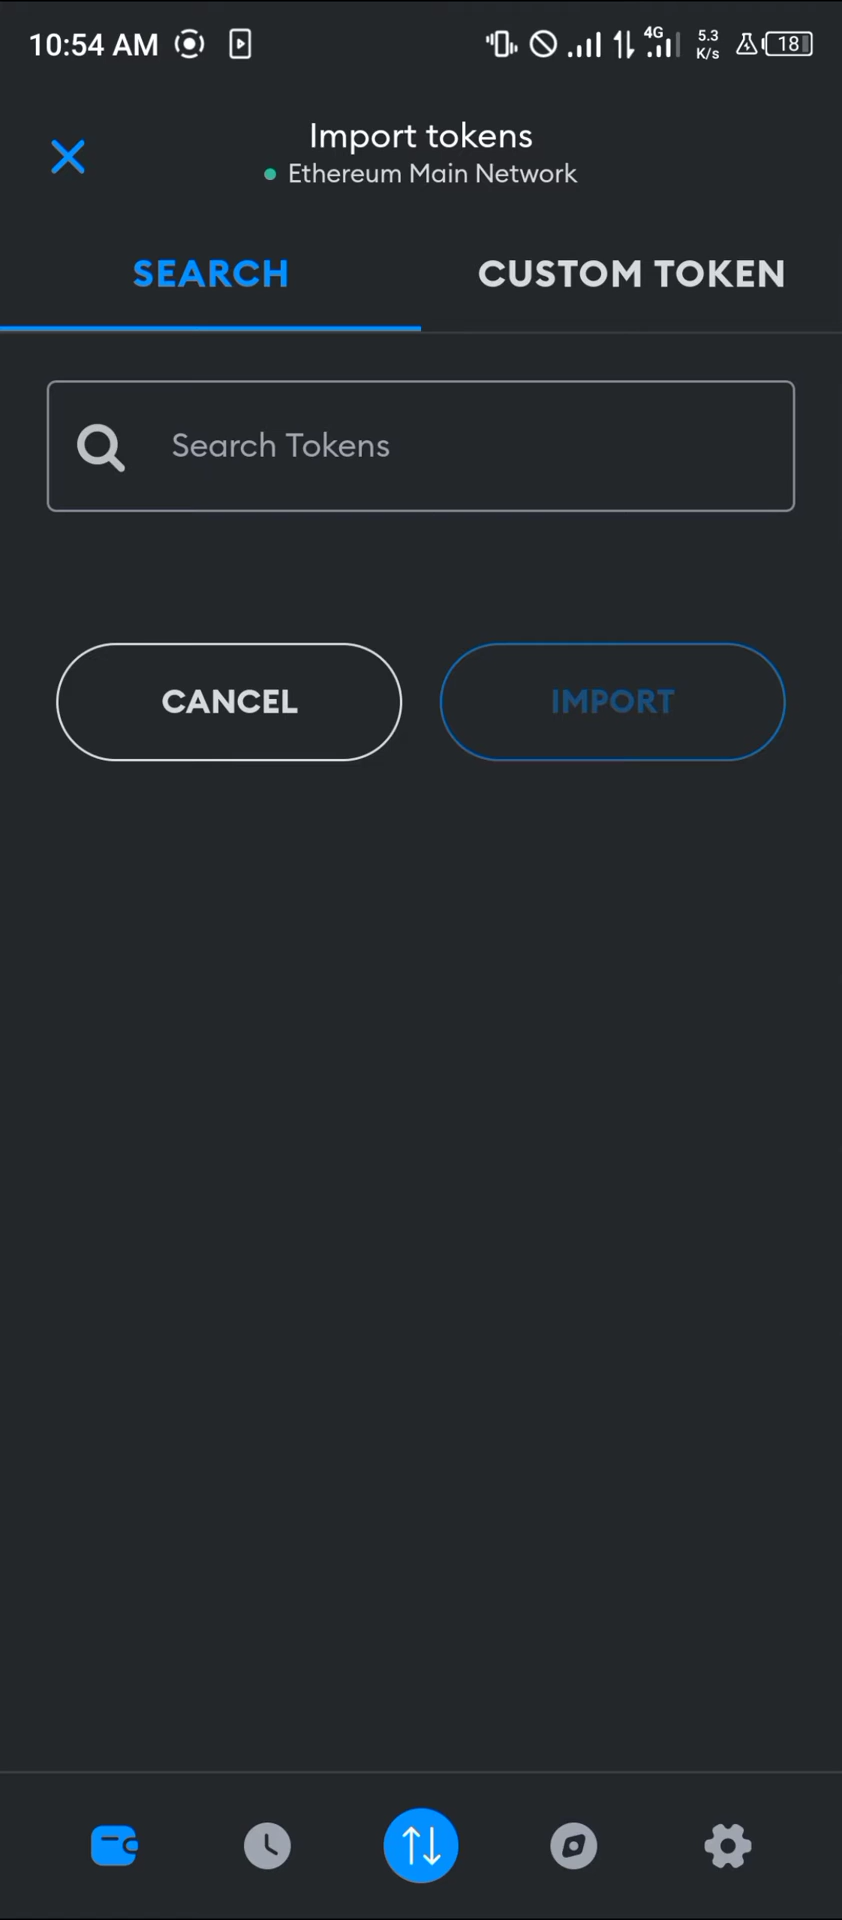 10:54 AM 4G 5.3 K/s 18
Import tokens
Ethereum Main Network
SEARCH CUSTOM TOKEN
Search Tokens
CANCEL IMPORT